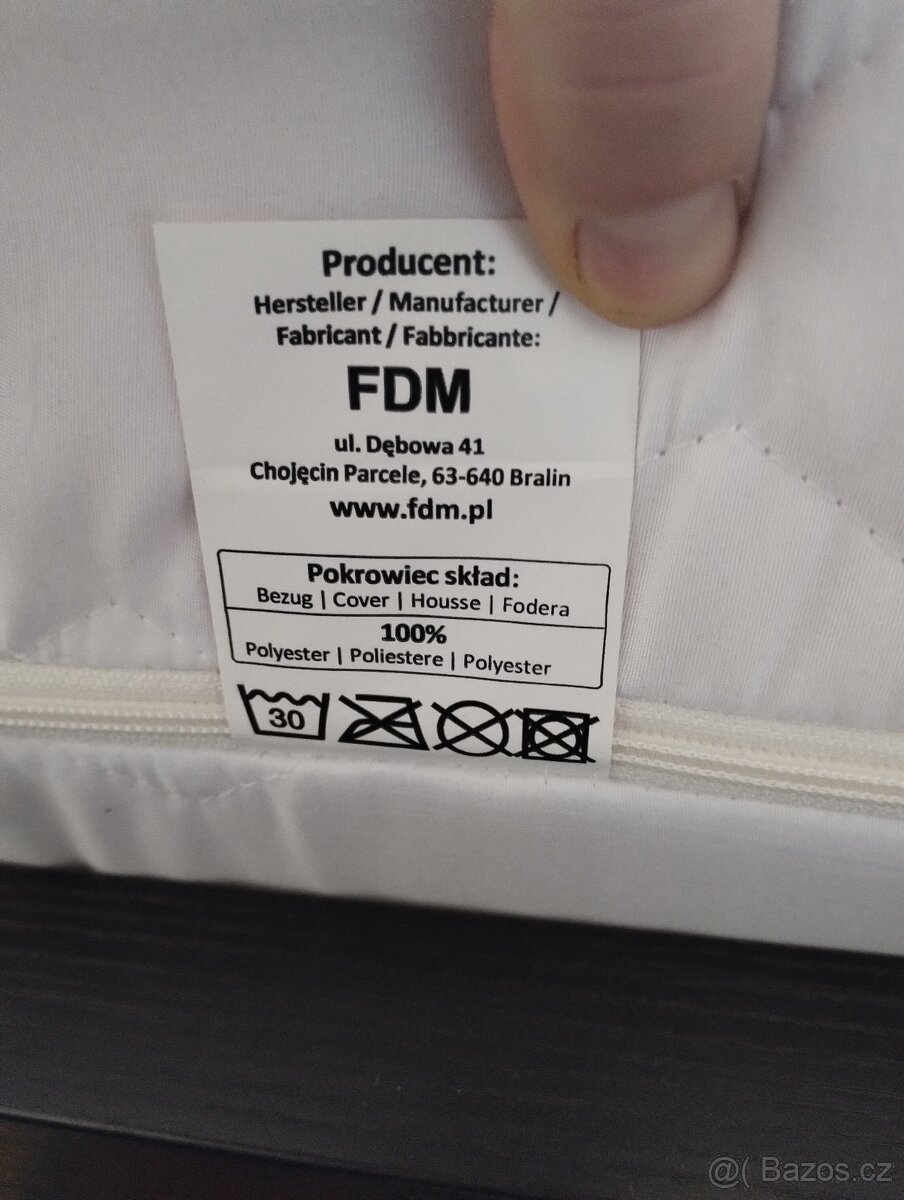 Producent:
Hersteller / Manufacturer /
Fabricant / Fabbricante:
FDM
ul. Dębowa 41
Chojęcin Parcele, 63-640 Bralin
www.fdm.pl
Pokrowiec skład:
Bezug | Cover | Housse | Fodera
100%
Polyester | Poliestere | Polyester
30
@( Bazos.cz